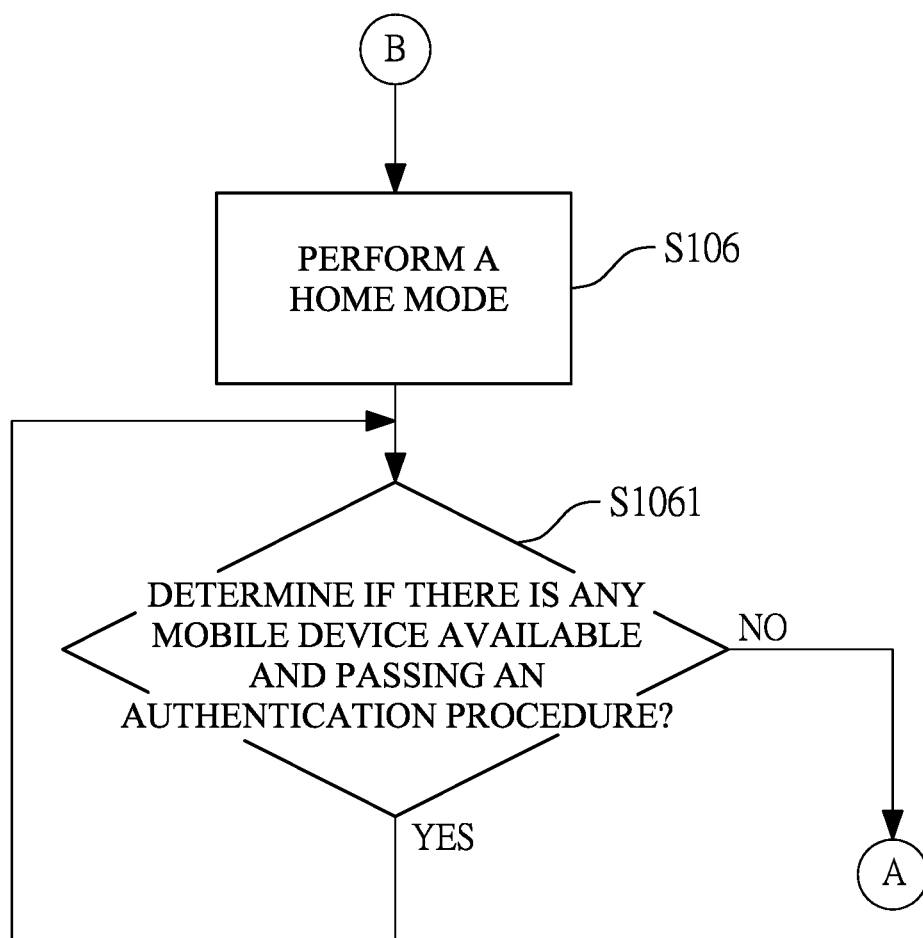 B
PERFORM A
HOME MODE
S106
S1061
DETERMINE IF THERE IS ANY
MOBILE DEVICE AVAILABLE
AND PASSING AN
AUTHENTICATION PROCEDURE?
NO
YES
A